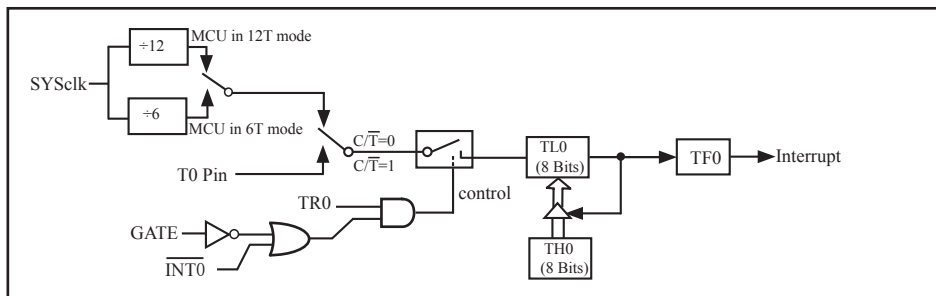 ÷12
MCU in 12T mode
SYSclk
÷6
MCU in 6T mode
C/T̅=0
C/T̅=1
T0 Pin
TL0
(8 Bits)
TF0
Interrupt
control
TR0
GATE
I̅N̅T̅0̅
TH0
(8 Bits)